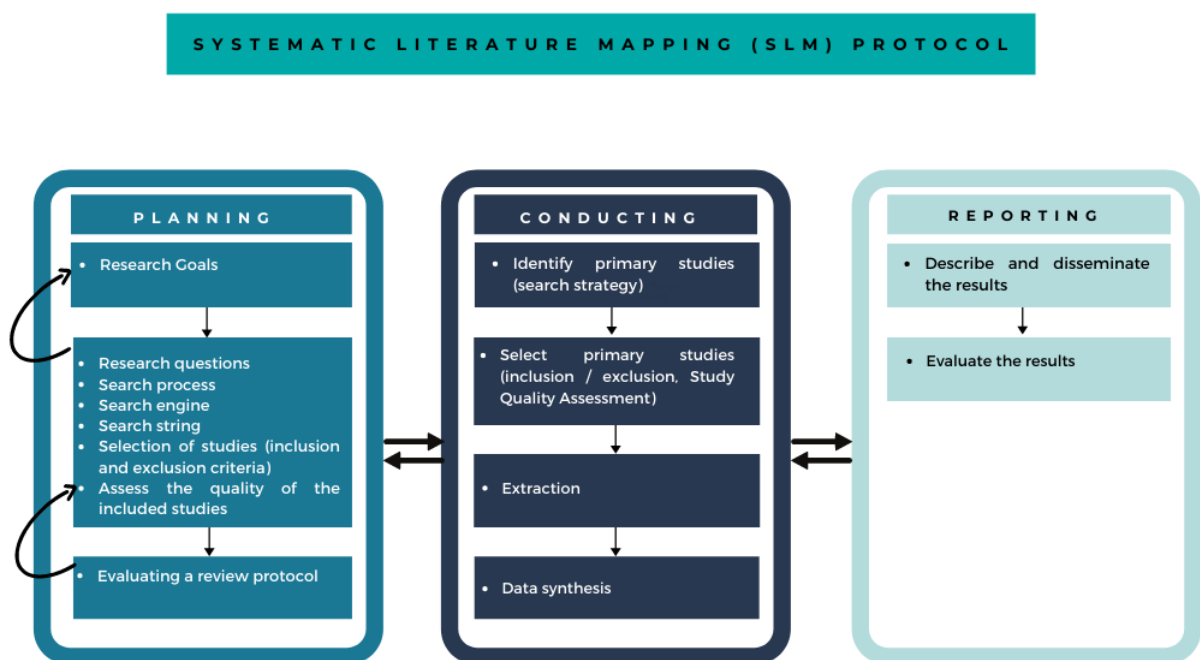 SYSTEMATIC LITERATURE MAPPING (SLM) PROTOCOL
PLANNING
• Research Goals
• Research questions
• Search process
• Search engine
• Search string
• Selection of studies (inclusion
and exclusion criteria)
• Assess the quality of the
included studies
• Evaluating a review protocol
CONDUCTING
• Identify primary studies
(search strategy)
• Select primary studies
(inclusion / exclusion, Study
Quality Assessment)
• Extraction
• Data synthesis
REPORTING
• Describe and disseminate
the results
• Evaluate the results